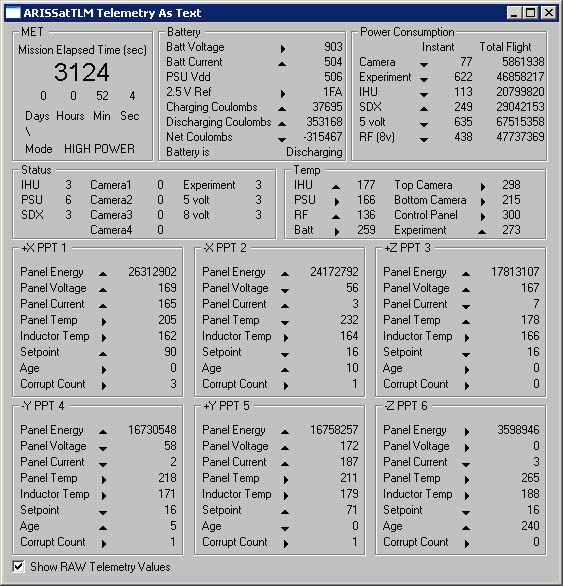 ARISSatTLM Telemetry As Text
MET
Mission Elapsed Time (sec)
3124
0 0 52 4
Days Hours Min Sec
\
Mode HIGH POWER
Battery
Batt Voltage 903
Batt Current 504
PSU Vdd 506
2.5 V Ref 1FA
Charging Coulombs 37695
Discharging Coulombs 353168
Net Coulombs -315467
Battery is Discharging
Power Consumption
Instant Total Flight
Camera 77 5861938
Experiment 622 46858217
IHU 113 20799820
SDX 249 29042153
5 volt 635 67515358
RF (8v) 438 47737369
Status
IHU 3 Camera1 0 Experiment 3
PSU 6 Camera2 0 5 volt 3
SDX 3 Camera3 0 8 volt 3
Camera4 0
Temp
IHU 177 Top Camera 298
PSU 166 Bottom Camera 215
RF 136 Control Panel 300
Batt 259 Experiment 273
+X PPT 1
Panel Energy 26312902
Panel Voltage 169
Panel Current 165
Panel Temp 205
Inductor Temp 162
Setpoint 90
Age 0
Corrupt Count 3
-X PPT 2
Panel Energy 24172792
Panel Voltage 56
Panel Current 3
Panel Temp 232
Inductor Temp 164
Setpoint 16
Age 10
Corrupt Count 1
+Z PPT 3
Panel Energy 17813107
Panel Voltage 167
Panel Current 7
Panel Temp 178
Inductor Temp 166
Setpoint 16
Age 0
Corrupt Count 0
-Y PPT 4
Panel Energy 16730548
Panel Voltage 58
Panel Current 2
Panel Temp 218
Inductor Temp 171
Setpoint 16
Age 5
Corrupt Count 1
+Y PPT 5
Panel Energy 16758257
Panel Voltage 172
Panel Current 187
Panel Temp 211
Inductor Temp 179
Setpoint 71
Age 0
Corrupt Count 1
-Z PPT 6
Panel Energy 3598946
Panel Voltage 0
Panel Current 3
Panel Temp 265
Inductor Temp 188
Setpoint 16
Age 240
Corrupt Count 0
Show RAW Telemetry Values